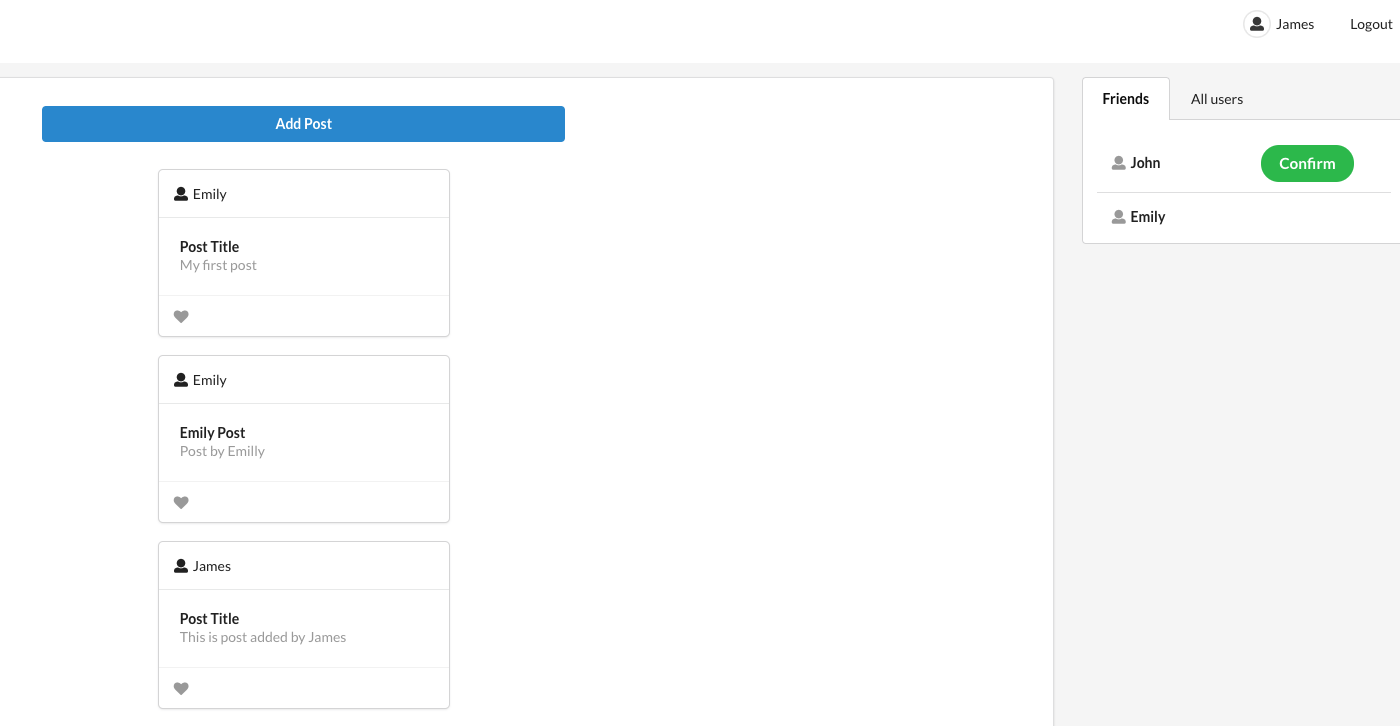 James Logout
Add Post
Emily
Post Title
My first post
Emily
Emily Post
Post by Emilly
James
Post Title
This is post added by James
Friends All users
John Confirm
Emily